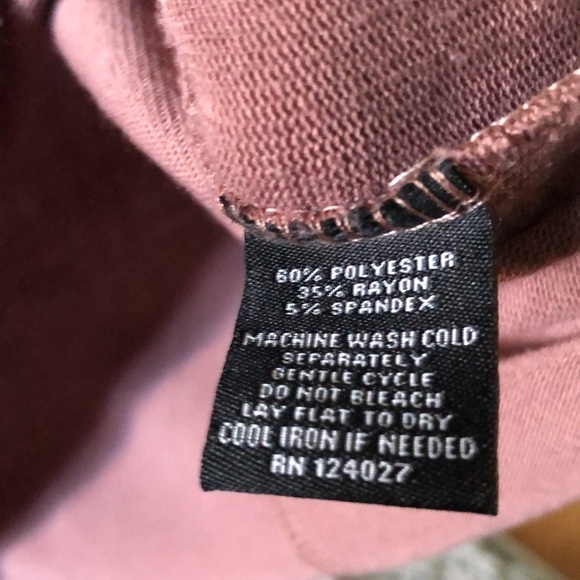 60% POLYESTER
35% RAYON
5% SPANDEX
MACHINE WASH COLD
SEPARATELY
GENTLE CYCLE
DO NOT BLEACH
LAY FLAT TO DRY
COOL IRON IF NEEDED
RN 124027